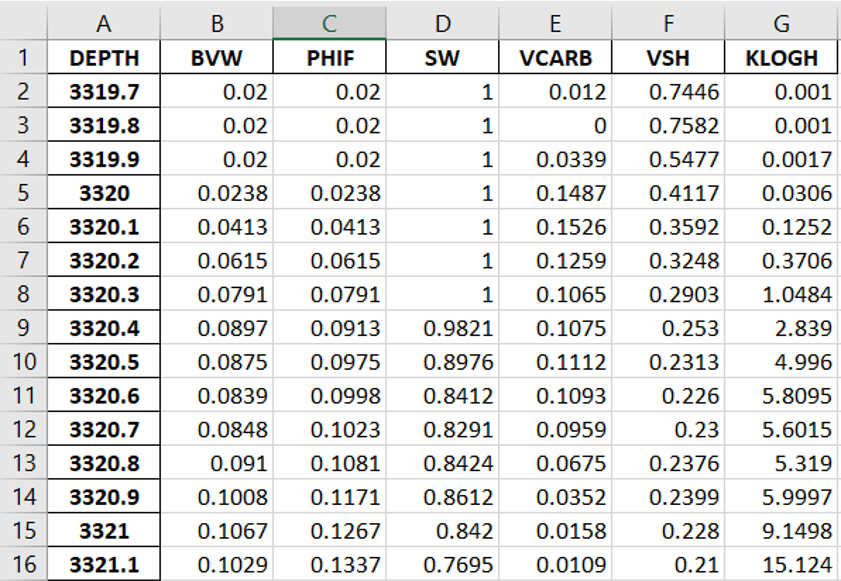 A B C D E F G
1 DEPTH BVW PHIF SW VCARB VSH KLOGH
2 3319.7 0.02 0.02 1 0.012 0.7446 0.001
3 3319.8 0.02 0.02 1 0 0.7582 0.001
4 3319.9 0.02 0.02 1 0.0339 0.5477 0.0017
5 3320 0.0238 0.0238 1 0.1487 0.4117 0.0306
6 3320.1 0.0413 0.0413 1 0.1526 0.3592 0.1252
7 3320.2 0.0615 0.0615 1 0.1259 0.3248 0.3706
8 3320.3 0.0791 0.0791 1 0.1065 0.2903 1.0484
9 3320.4 0.0897 0.0913 0.9821 0.1075 0.253 2.839
10 3320.5 0.0875 0.0975 0.8976 0.1112 0.2313 4.996
11 3320.6 0.0839 0.0998 0.8412 0.1093 0.226 5.8095
12 3320.7 0.0848 0.1023 0.8291 0.0959 0.23 5.6015
13 3320.8 0.091 0.1081 0.8424 0.0675 0.2376 5.319
14 3320.9 0.1008 0.1171 0.8612 0.0352 0.2399 5.9997
15 3321 0.1067 0.1267 0.842 0.0158 0.228 9.1498
16 3321.1 0.1029 0.1337 0.7695 0.0109 0.21 15.124